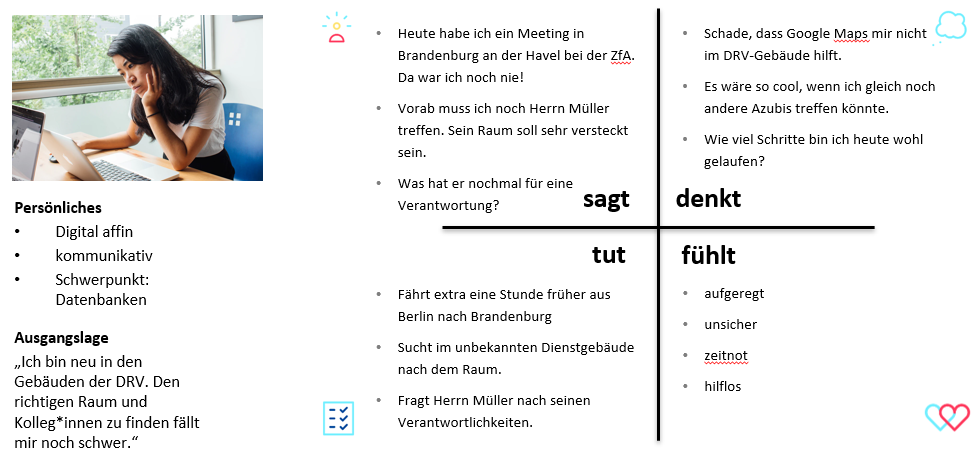 Persönliches
• Digital affin
• kommunikativ
• Schwerpunkt:
Datenbanken
Ausgangslage
„Ich bin neu in den
Gebäuden der DRV. Den
richtigen Raum und
Kolleg*innen zu finden fällt
mir noch schwer.“
• Heute habe ich ein Meeting in
Brandenburg an der Havel bei der ZfA.
Da war ich noch nie!
• Vorab muss ich noch Herrn Müller
treffen. Sein Raum soll sehr versteckt
sein.
• Was hat er nochmal für eine
Verantwortung?
sagt
• Schade, dass Google Maps mir nicht
im DRV-Gebäude hilft.
• Es wäre so cool, wenn ich gleich noch
andere Azubis treffen könnte.
• Wie viel Schritte bin ich heute wohl
gelaufen?
denkt
tut
• Fährt extra eine Stunde früher aus
Berlin nach Brandenburg
• Sucht im unbekannten Dienstgebäude
nach dem Raum.
• Fragt Herrn Müller nach seinen
Verantwortlichkeiten.
fühlt
• aufgeregt
• unsicher
• zeitnot
• hilflos